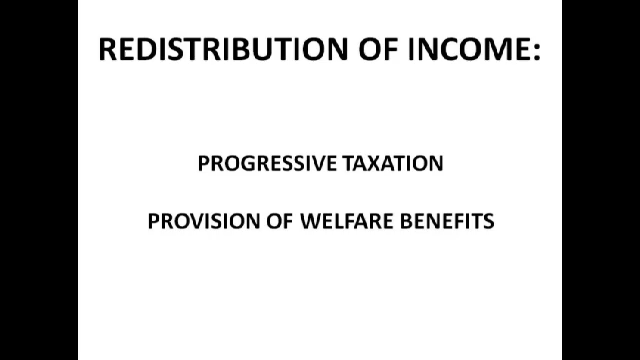 REDISTRIBUTION OF INCOME:
PROGRESSIVE TAXATION
PROVISION OF WELFARE BENEFITS